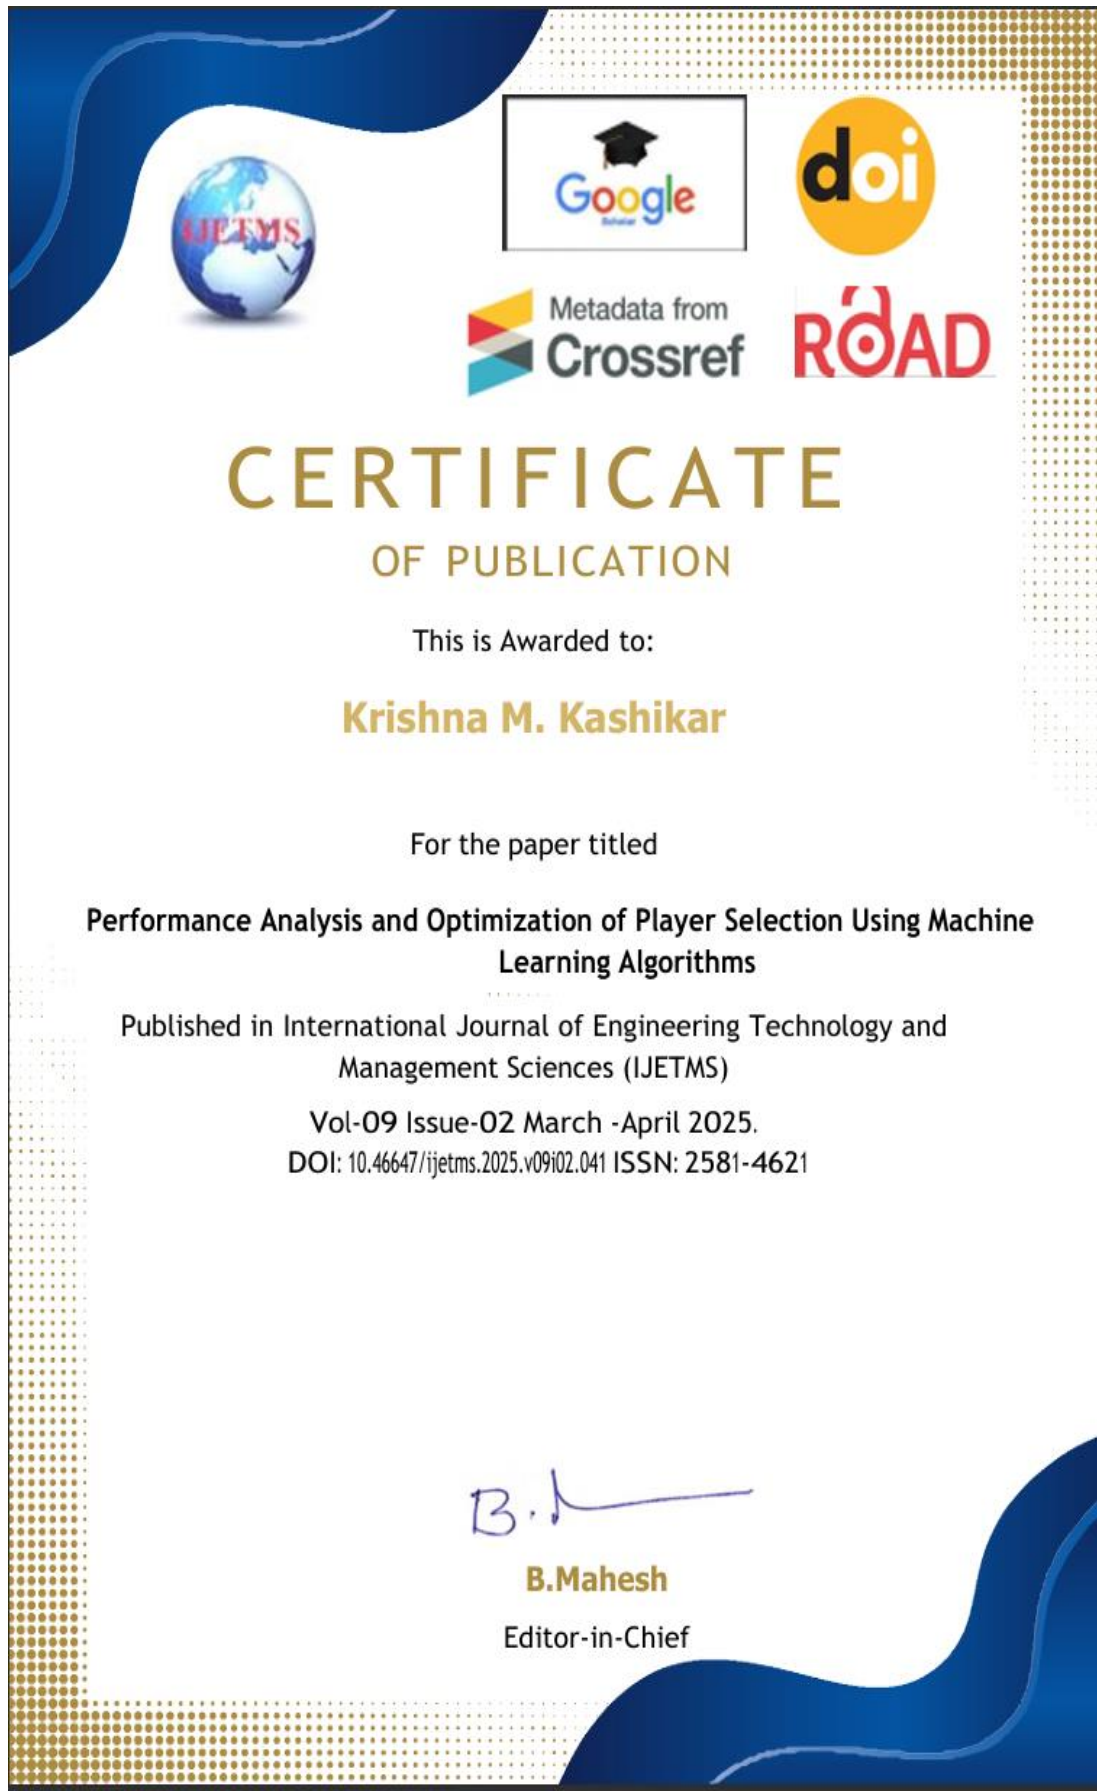 IJETMS
Google
Scholar
doi
Metadata from
Crossref
ROAD
CERTIFICATE
OF PUBLICATION
This is Awarded to:
Krishna M. Kashikar
For the paper titled
Performance Analysis and Optimization of Player Selection Using Machine
Learning Algorithms
Published in International Journal of Engineering Technology and
Management Sciences (IJETMS)
Vol-09 Issue-02 March -April 2025.
DOI: 10.46647/ijetms.2025.v09i02.041 ISSN: 2581-4621
B.Mahesh
Editor-in-Chief